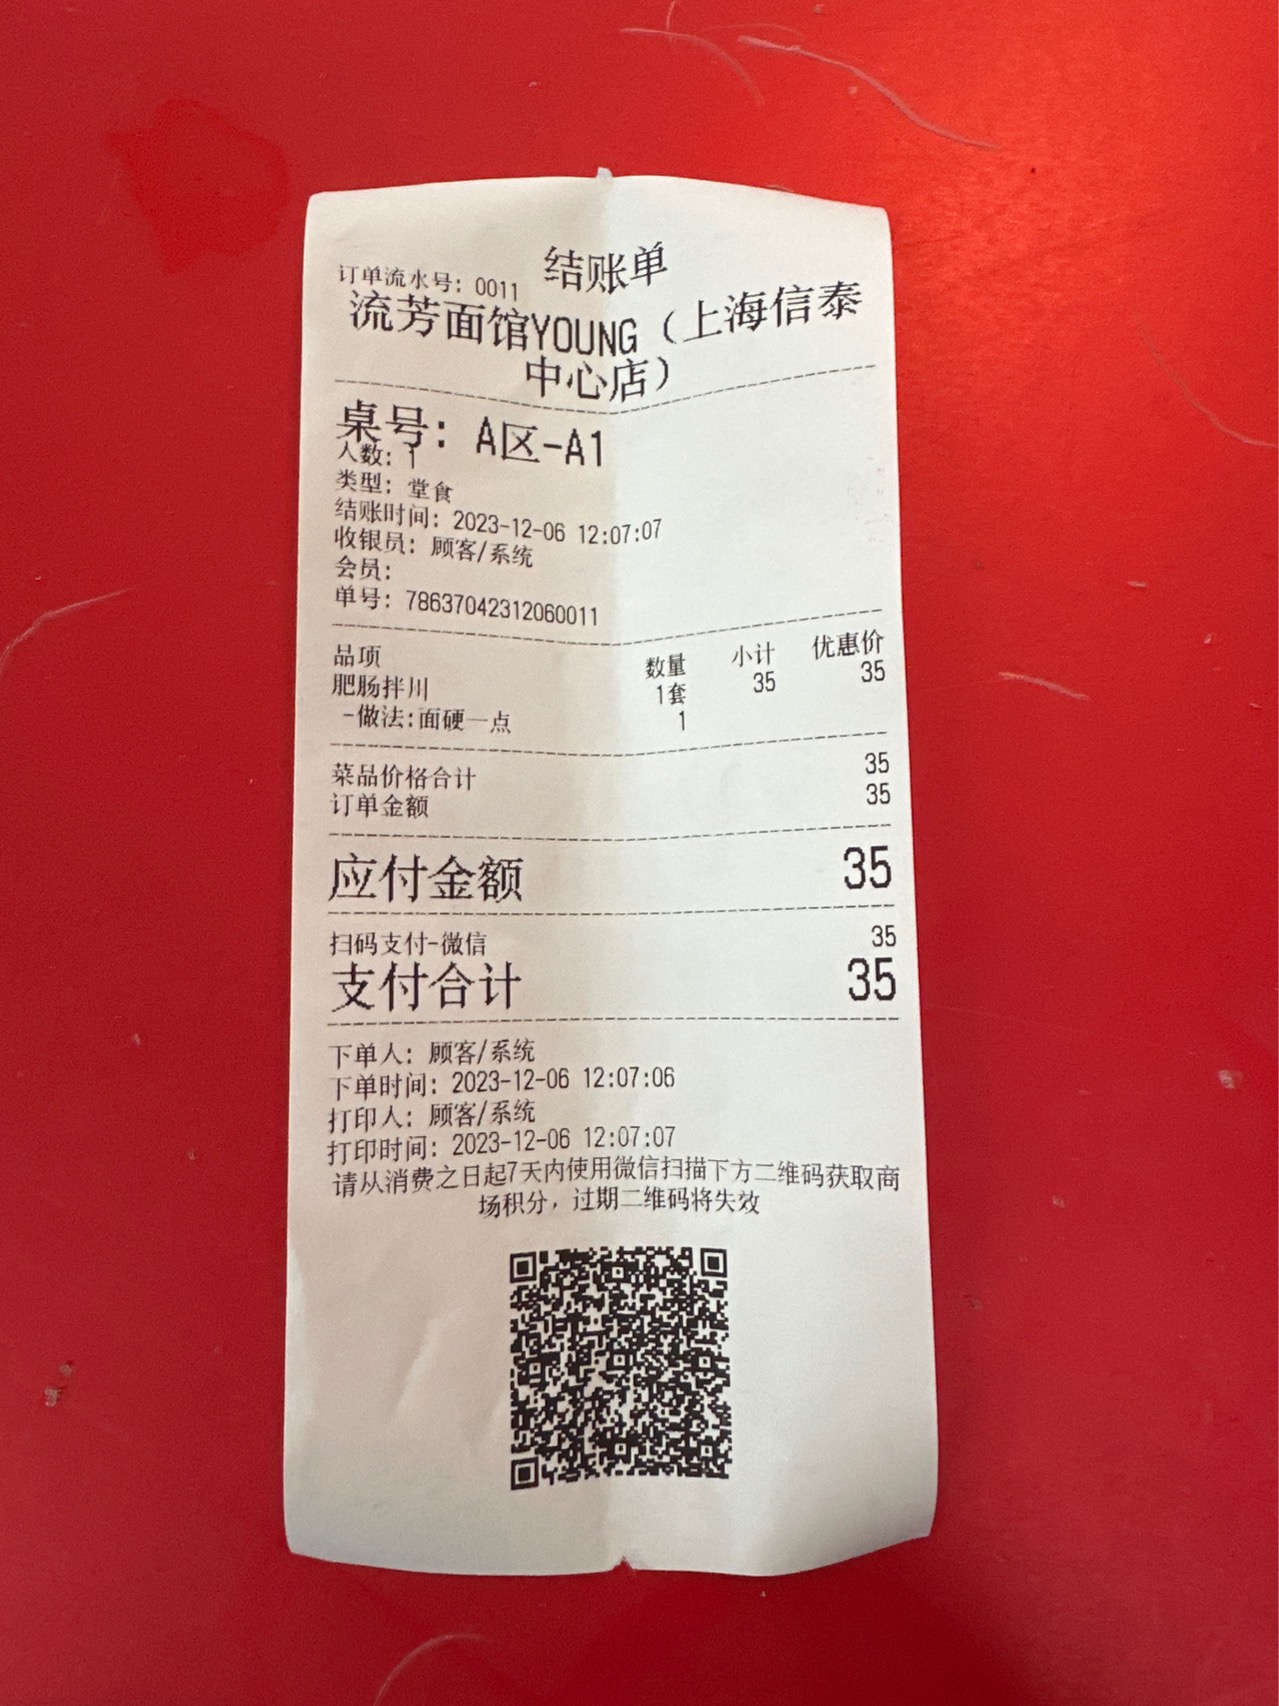 结账单
订单流水号: 0011
流芳面馆YOUNG（上海信泰
中心店）
桌号: A区-A1
人数: 1
类型: 堂食
结账时间: 2023-12-06 12:07:07
收银员: 顾客/系统
会员:
单号: 78637042312060011
品项 数量 小计 优惠价
肥肠拌川 1套 35 35
-做法:面硬一点 1
菜品价格合计 35
订单金额 35
应付金额 35
扫码支付-微信 35
支付合计 35
下单人: 顾客/系统
下单时间: 2023-12-06 12:07:06
打印人: 顾客/系统
打印时间: 2023-12-06 12:07:07
请从消费之日起7天内使用微信扫描下方二维码获取商
场积分，过期二维码将失效